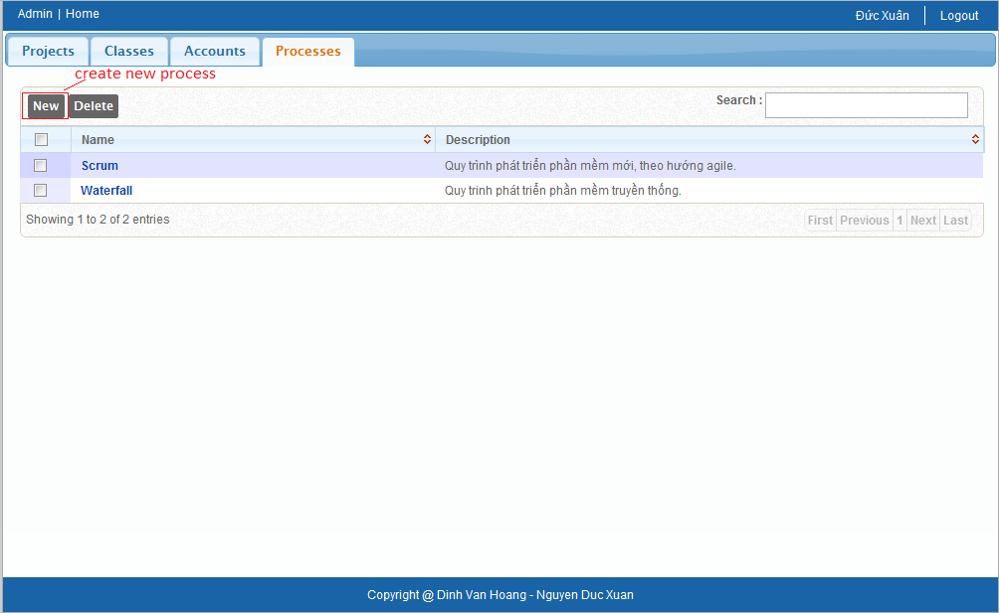 Admin | Home Đức Xuân Logout
Projects Classes Accounts Processes
create new process
New Delete Search :
Name Description
Scrum Quy trình phát triển phần mềm mới, theo hướng agile.
Waterfall Quy trinh phát triển phần mềm truyền thống.
Showing 1 to 2 of 2 entries First Previous 1 Next Last
Copyright @ Dinh Van Hoang - Nguyen Duc Xuan